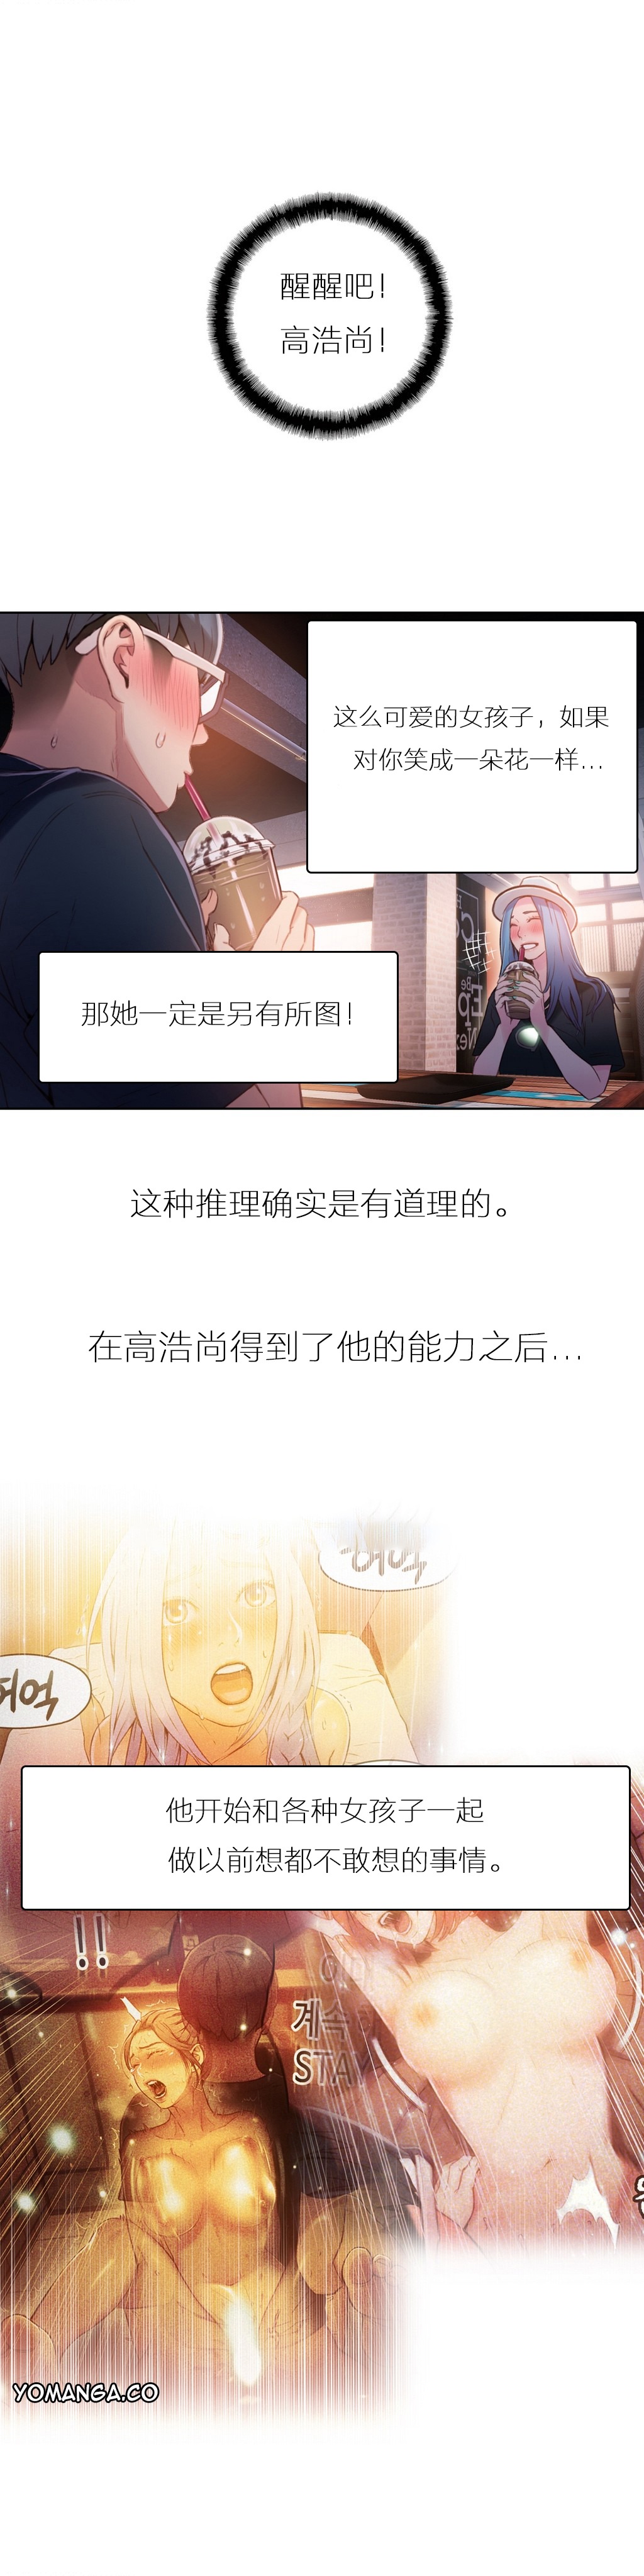 醒醒吧！
高浩尚！
这么可爱的女孩子，如果
对你笑成一朵花一样...
那她一定是另有所图！
这种推理确实是有道理的。
在高浩尚得到了他的能力之后...
허억
허억
他开始和各种女孩子一起
做以前想都不敢想的事情。
!!
계속
STAY
YOMANGA.CO